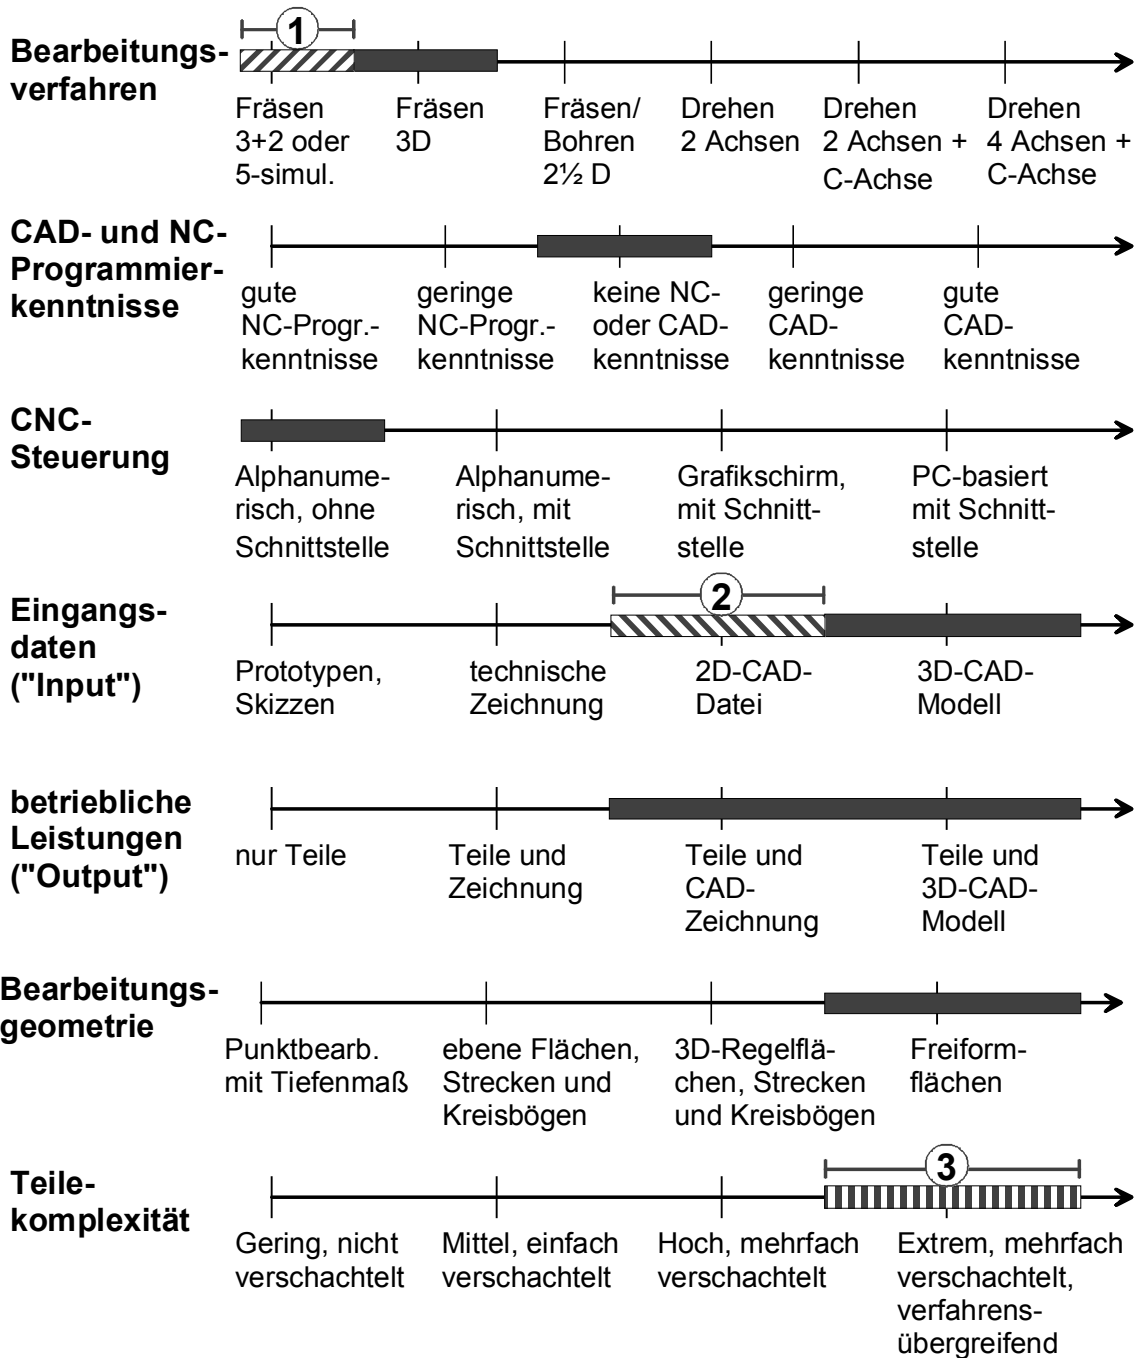 1
Bearbeitungs-
verfahren
Fräsen
3+2 oder
5-simul.
Fräsen
3D
Fräsen/
Bohren
2½ D
Drehen
2 Achsen
Drehen
2 Achsen +
C-Achse
Drehen
4 Achsen +
C-Achse
CAD- und NC-
Programmier-
kenntnisse
gute
NC-Progr.-
kenntnisse
geringe
NC-Progr.-
kenntnisse
keine NC-
oder CAD-
kenntnisse
geringe
CAD-
kenntnisse
gute
CAD-
kenntnisse
CNC-
Steuerung
Alphanume-
risch, ohne
Schnittstelle
Alphanume-
risch, mit
Schnittstelle
Grafikschirm,
mit Schnitt-
stelle
PC-basiert
mit Schnitt-
stelle
2
Eingangs-
daten
("Input")
Prototypen,
Skizzen
technische
Zeichnung
2D-CAD-
Datei
3D-CAD-
Modell
betriebliche
Leistungen
("Output")
nur Teile
Teile und
Zeichnung
Teile und
CAD-
Zeichnung
Teile und
3D-CAD-
Modell
Bearbeitungs-
geometrie
Punktbearb.
mit Tiefenmaß
ebene Flächen,
Strecken und
Kreisbögen
3D-Regelflä-
chen, Strecken
und Kreisbögen
Freiform-
flächen
3
Teile-
komplexität
Gering, nicht
verschachtelt
Mittel, einfach
verschachtelt
Hoch, mehrfach
verschachtelt
Extrem, mehrfach
verschachtelt,
verfahrens-
übergreifend